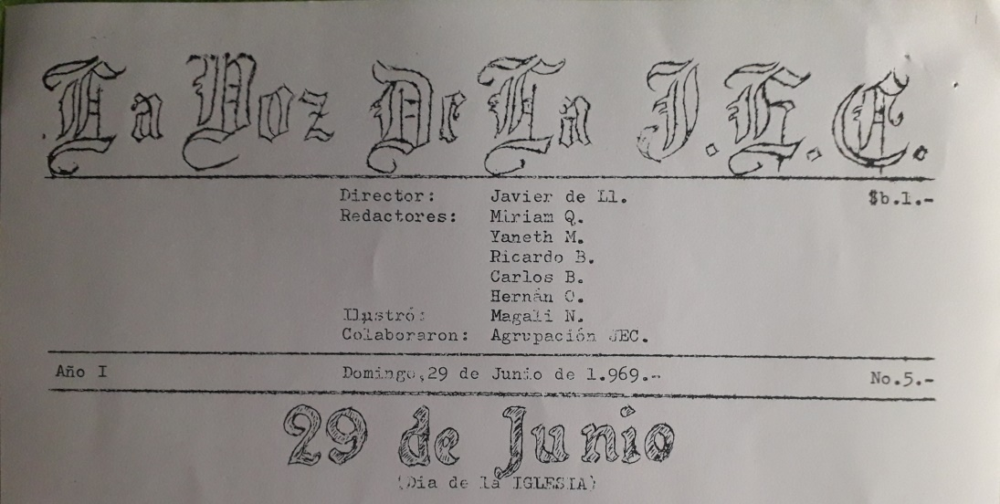 La Voz De La J.E.C.
Director: Javier de Ll. $b.1.-
Redactores: Miriam Q.
Yaneth M.
Ricardo B.
Carlos B.
Hernán O.
Ilustró: Magali N.
Colaboraron: Agrupación JEC.
Año I Domingo,29 de Junio de 1.969.-- No.5.-
29 de Junio
(Dia de la IGLESIA)